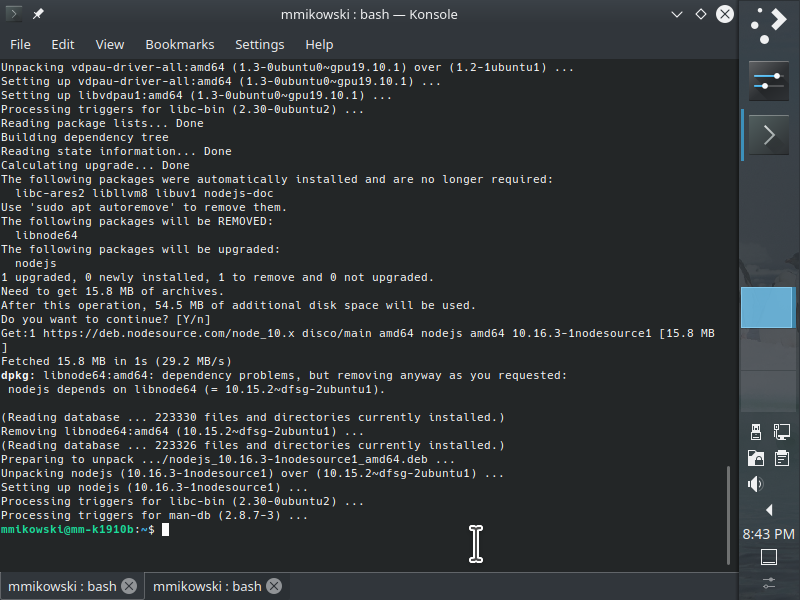 mmikowski : bash — Konsole
File Edit View Bookmarks Settings Help
Unpacking vdpau-driver-all:amd64 (1.3-0ubuntu0~gpu19.10.1) over (1.2-1ubuntu1) ...
Setting up vdpau-driver-all:amd64 (1.3-0ubuntu0~gpu19.10.1) ...
Setting up libvdpau1:amd64 (1.3-0ubuntu0~gpu19.10.1) ...
Processing triggers for libc-bin (2.30-0ubuntu2) ...
Reading package lists... Done
Building dependency tree
Reading state information... Done
Calculating upgrade... Done
The following packages were automatically installed and are no longer required:
  libc-ares2 libllvm8 libuv1 nodejs-doc
Use 'sudo apt autoremove' to remove them.
The following packages will be REMOVED:
  libnode64
The following packages will be upgraded:
  nodejs
1 upgraded, 0 newly installed, 1 to remove and 0 not upgraded.
Need to get 15.8 MB of archives.
After this operation, 54.5 MB of additional disk space will be used.
Do you want to continue? [Y/n]
Get:1 https://deb.nodesource.com/node_10.x disco/main amd64 nodejs amd64 10.16.3-1nodesource1 [15.8 MB
]
Fetched 15.8 MB in 1s (29.2 MB/s)
dpkg: libnode64:amd64: dependency problems, but removing anyway as you requested:
 nodejs depends on libnode64 (= 10.15.2~dfsg-2ubuntu1).
(Reading database ... 223330 files and directories currently installed.)
Removing libnode64:amd64 (10.15.2~dfsg-2ubuntu1) ...
(Reading database ... 223326 files and directories currently installed.)
Preparing to unpack .../nodejs_10.16.3-1nodesource1_amd64.deb ...
Unpacking nodejs (10.16.3-1nodesource1) over (10.15.2~dfsg-2ubuntu1) ...
Setting up nodejs (10.16.3-1nodesource1) ...
Processing triggers for libc-bin (2.30-0ubuntu2) ...
Processing triggers for man-db (2.8.7-3) ...
mmikowski@mm-k1910b:~$
mmikowski : bash mmikowski : bash
8:43 PM